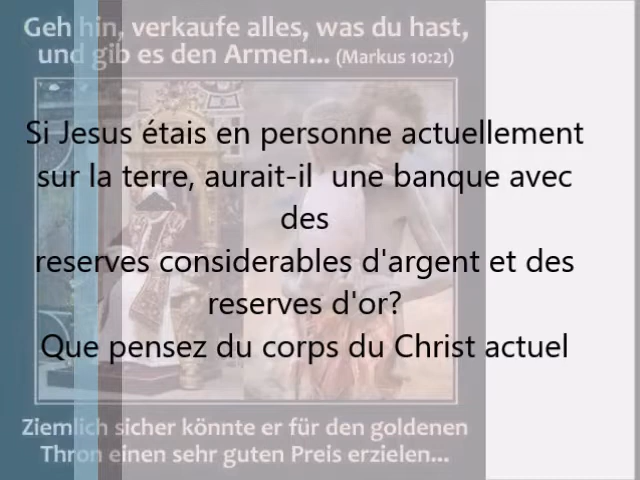 Geh hin, verkaufe alles, was du hast,
und gib es den Armen... (Markus 10:21)
Si Jesus étais en personne actuellement
sur la terre, aurait-il une banque avec
des
reserves considerables d'argent et des
reserves d'or?
Que pensez du corps du Christ actuel
Ziemlich sicher könnte er für den goldenen
Thron einen sehr guten Preis erzielen...